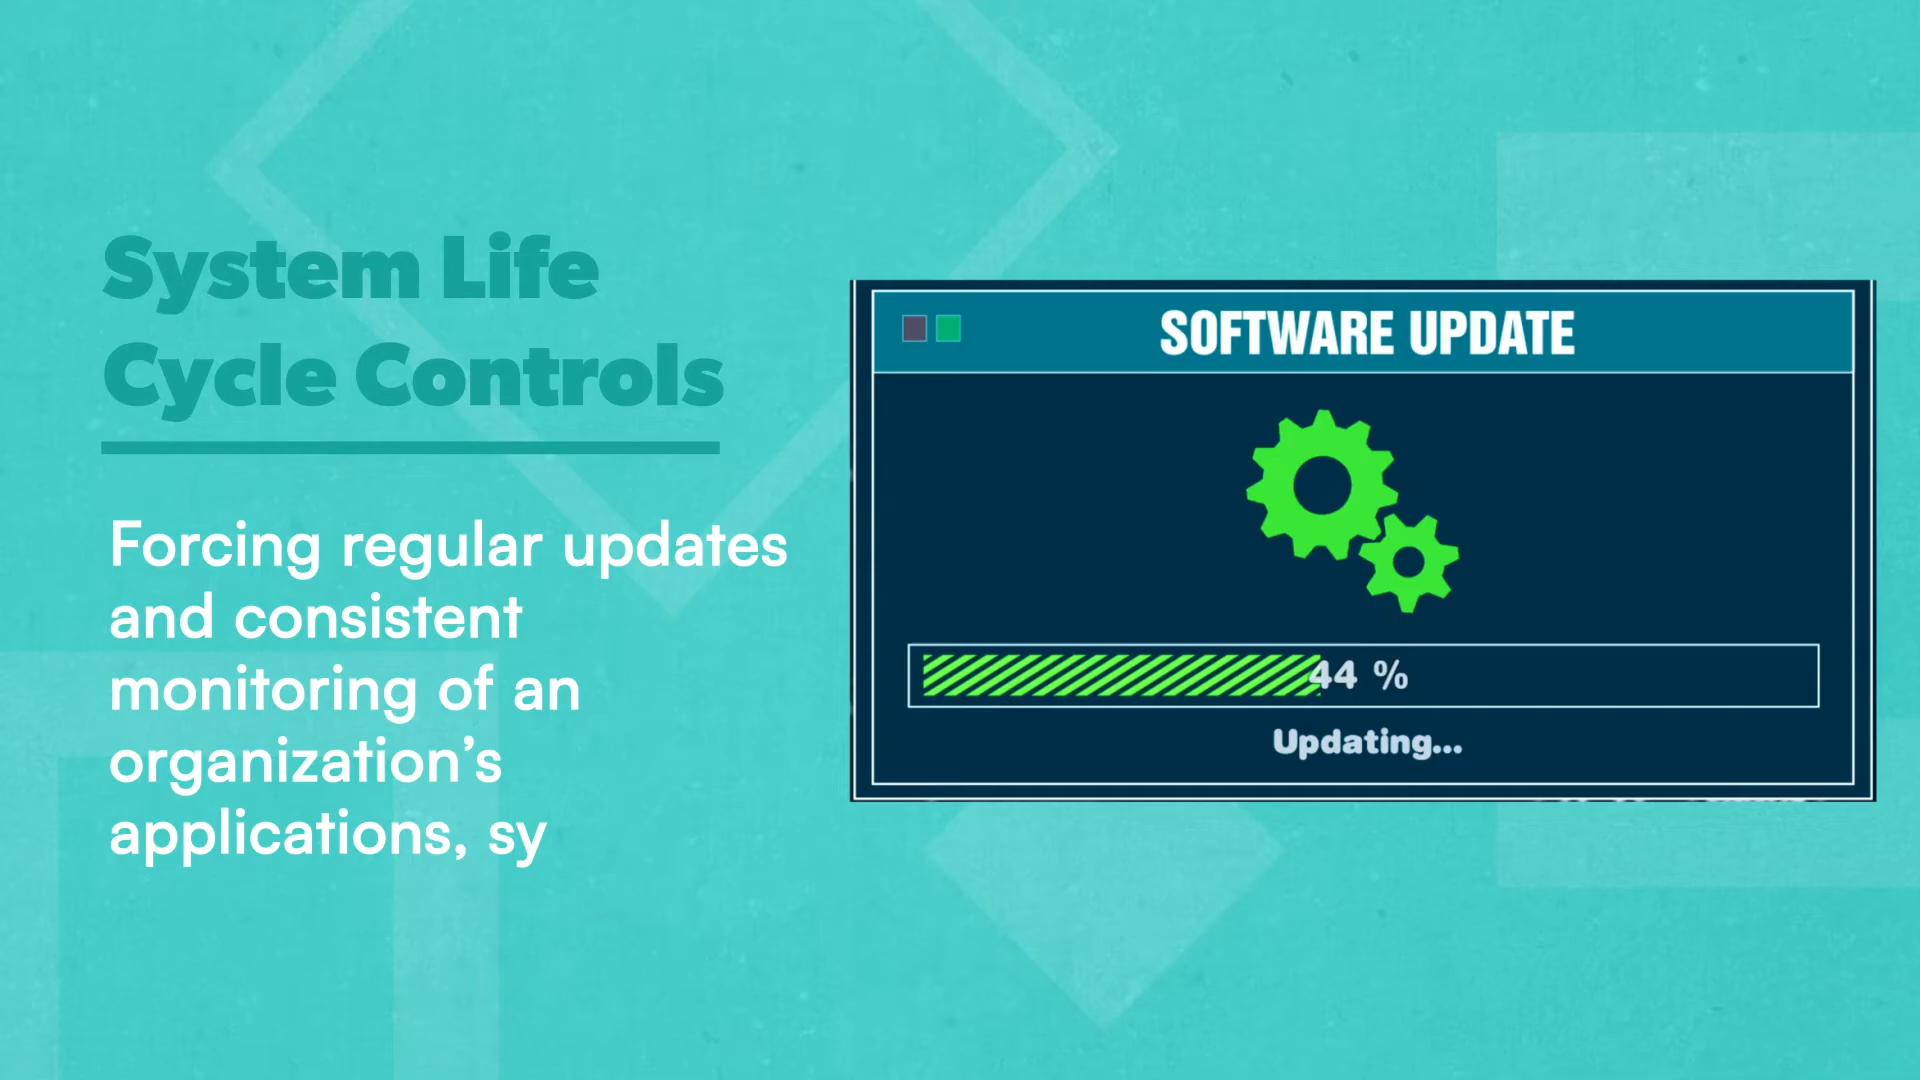 System Life
Cycle Controls
Forcing regular updates
and consistent
monitoring of an
organization’s
applications, sy
SOFTWARE UPDATE
44 %
Updating...